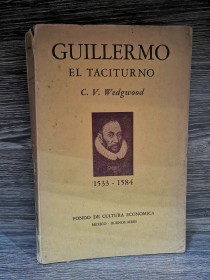 GUILLERMO
EL TACITURNO
C. V. Wedgwood
1533 - 1584
FONDO DE CULTURA ECONOMICA
MEXICO - BUENOS AIRES